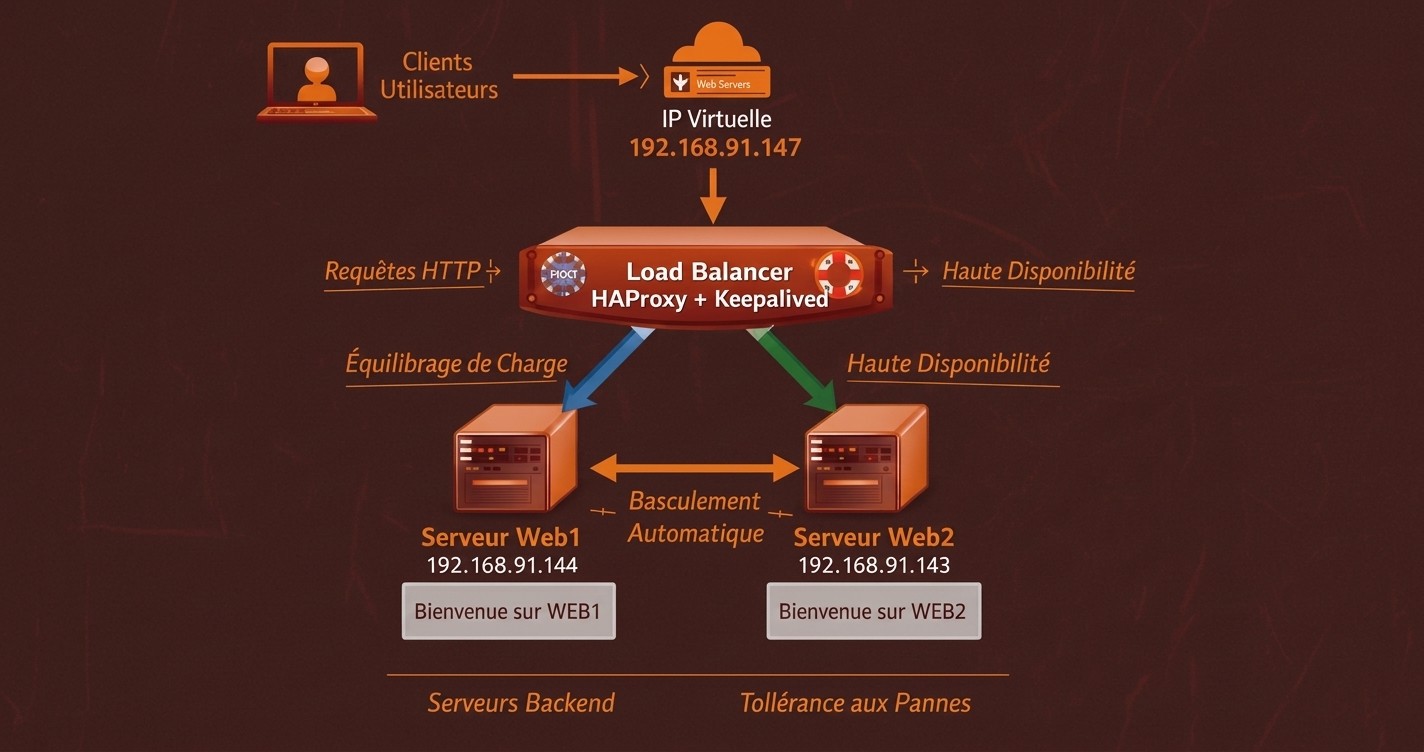 Clients
Utilisateurs
Web Servers
IP Virtuelle
192.168.91.147
Requêtes HTTP
Load Balancer
HAProxy + Keepalived
Haute Disponibilité
Équilibrage de Charge
Haute Disponibilité
Basculement
Automatique
Serveur Web1
192.168.91.144
Bienvenue sur WEB1
Serveur Web2
192.168.91.143
Bienvenue sur WEB2
Serveurs Backend
Tollérance aux Pannes